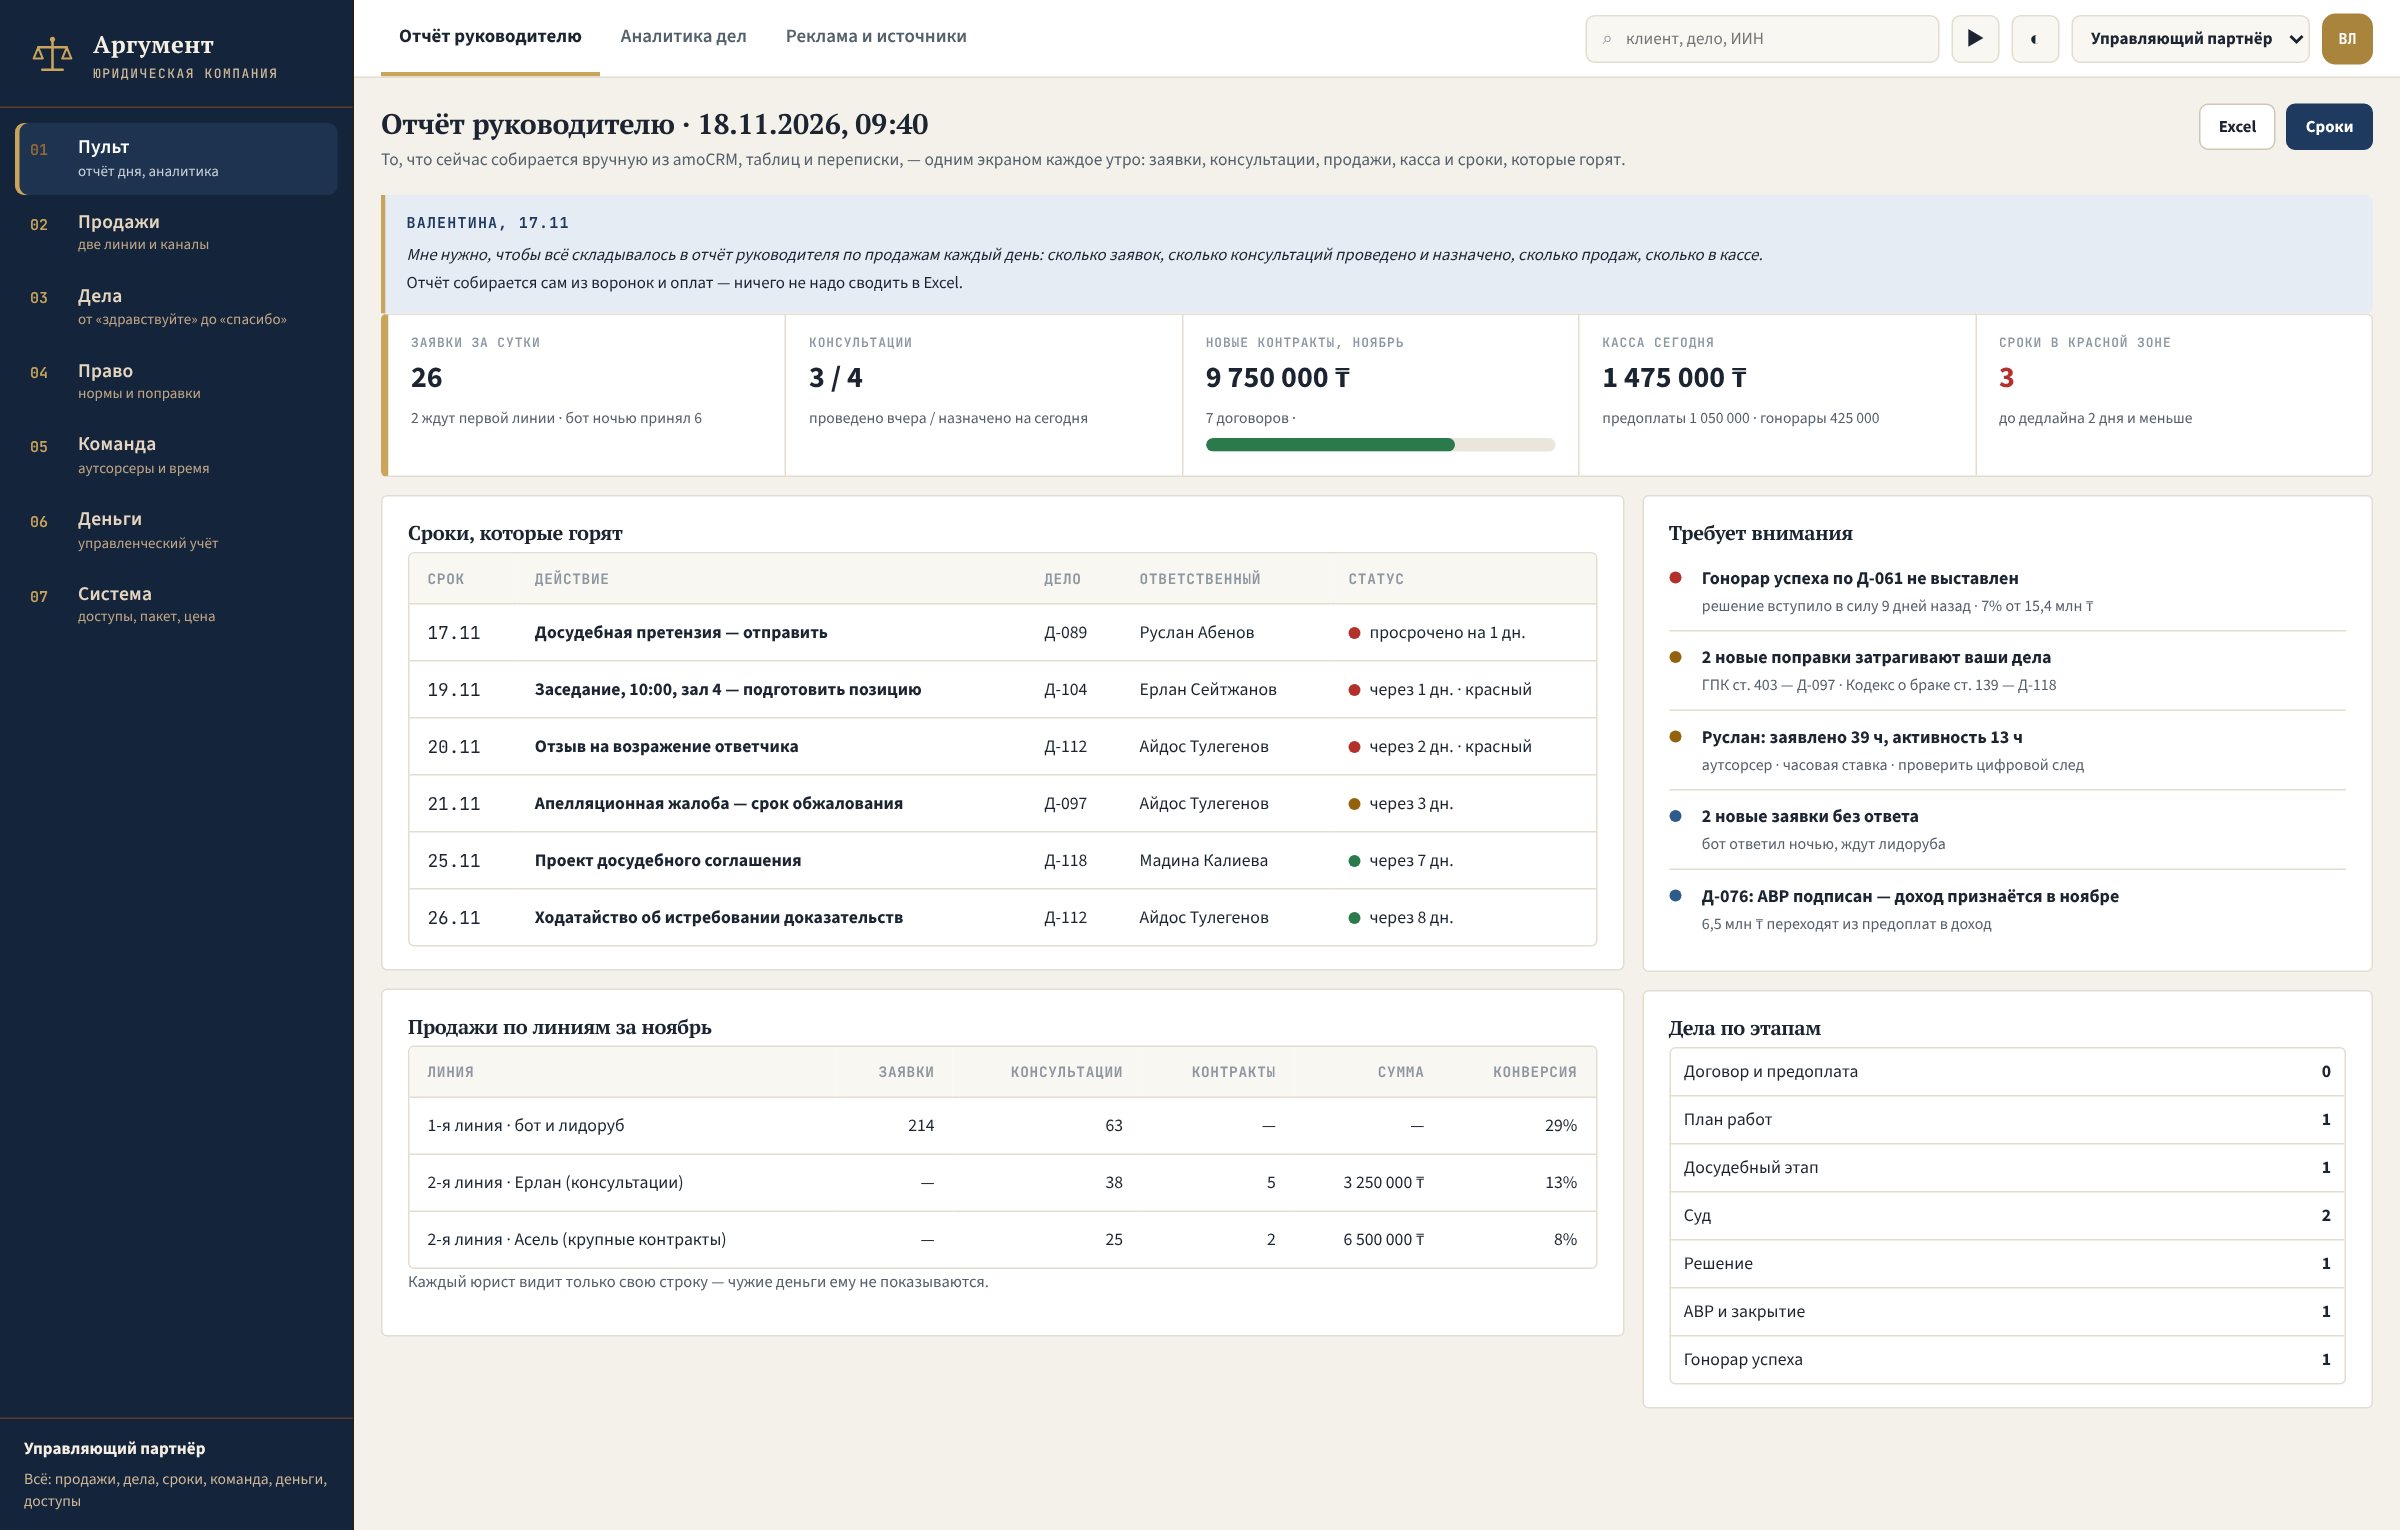 Аргумент
ЮРИДИЧЕСКАЯ КОМПАНИЯ
01 Пульт
отчёт дня, аналитика
02 Продажи
две линии и каналы
03 Дела
от «здравствуйте» до «спасибо»
04 Право
нормы и поправки
05 Команда
аутсорсеры и время
06 Деньги
управленческий учёт
07 Система
доступы, пакет, цена
Управляющий партнёр
Всё: продажи, дела, сроки, команда, деньги,
доступы
Отчёт руководителю Аналитика дел Реклама и источники
клиент, дело, ИИН
Управляющий партнёр
ВЛ
Отчёт руководителю · 18.11.2026, 09:40
То, что сейчас собирается вручную из amoCRM, таблиц и переписки, — одним экраном каждое утро: заявки, консультации, продажи, касса и сроки, которые горят.
Excel
Сроки
ВАЛЕНТИНА, 17.11
Мне нужно, чтобы всё складывалось в отчёт руководителя по продажам каждый день: сколько заявок, сколько консультаций проведено и назначено, сколько продаж, сколько в кассе.
Отчёт собирается сам из воронок и оплат — ничего не надо сводить в Excel.
ЗАЯВКИ ЗА СУТКИ
26
2 ждут первой линии · бот ночью принял 6
КОНСУЛЬТАЦИИ
3 / 4
проведено вчера / назначено на сегодня
НОВЫЕ КОНТРАКТЫ, НОЯБРЬ
9 750 000 ₸
7 договоров ·
КАССА СЕГОДНЯ
1 475 000 ₸
предоплаты 1 050 000 · гонорары 425 000
СРОКИ В КРАСНОЙ ЗОНЕ
3
до дедлайна 2 дня и меньше
Сроки, которые горят
СРОК ДЕЙСТВИЕ ДЕЛО ОТВЕТСТВЕННЫЙ СТАТУС
17.11 Досудебная претензия — отправить Д-089 Руслан Абенов просрочено на 1 дн.
19.11 Заседание, 10:00, зал 4 — подготовить позицию Д-104 Ерлан Сейтжанов через 1 дн. · красный
20.11 Отзыв на возражение ответчика Д-112 Айдос Тулегенов через 2 дн. · красный
21.11 Апелляционная жалоба — срок обжалования Д-097 Айдос Тулегенов через 3 дн.
25.11 Проект досудебного соглашения Д-118 Мадина Калиева через 7 дн.
26.11 Ходатайство об истребовании доказательств Д-112 Айдос Тулегенов через 8 дн.
Требует внимания
Гонорар успеха по Д-061 не выставлен
решение вступило в силу 9 дней назад · 7% от 15,4 млн ₸
2 новые поправки затрагивают ваши дела
ГПК ст. 403 — Д-097 · Кодекс о браке ст. 139 — Д-118
Руслан: заявлено 39 ч, активность 13 ч
аутсорсер · часовая ставка · проверить цифровой след
2 новые заявки без ответа
бот ответил ночью, ждут лидоруба
Д-076: АВР подписан — доход признаётся в ноябре
6,5 млн ₸ переходят из предоплат в доход
Продажи по линиям за ноябрь
ЛИНИЯ ЗАЯВКИ КОНСУЛЬТАЦИИ КОНТРАКТЫ СУММА КОНВЕРСИЯ
1-я линия · бот и лидоруб 214 63 — — 29%
2-я линия · Ерлан (консультации) — 38 5 3 250 000 ₸ 13%
2-я линия · Асель (крупные контракты) — 25 2 6 500 000 ₸ 8%
Каждый юрист видит только свою строку — чужие деньги ему не показываются.
Дела по этапам
Договор и предоплата 0
План работ 1
Досудебный этап 1
Суд 2
Решение 1
АВР и закрытие 1
Гонорар успеха 1